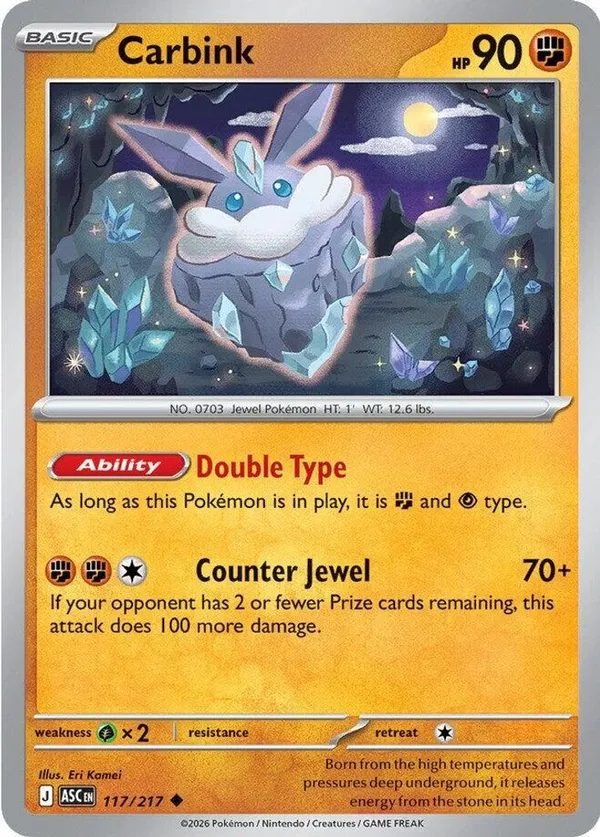 BASIC
Carbink
HP 90
NO. 0703 Jewel Pokémon HT: 1' WT: 12.6 lbs.
Ability Double Type
As long as this Pokémon is in play, it is and type.
Counter Jewel 70+
If your opponent has 2 or fewer Prize cards remaining, this
attack does 100 more damage.
weakness ×2 resistance retreat
Illus. Eri Kamei
J ASC EN 117/217
Born from the high temperatures and
pressures deep underground, it releases
energy from the stone in its head.
©2026 Pokémon / Nintendo / Creatures / GAME FREAK